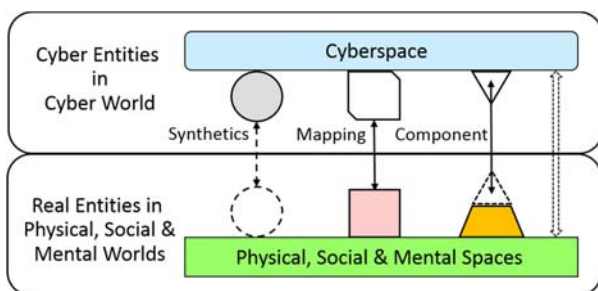 Cyber Entities
in
Cyber World
Cyberspace
Synthetics
Mapping
Component
Real Entities in
Physical, Social &
Mental Worlds
Physical, Social & Mental Spaces